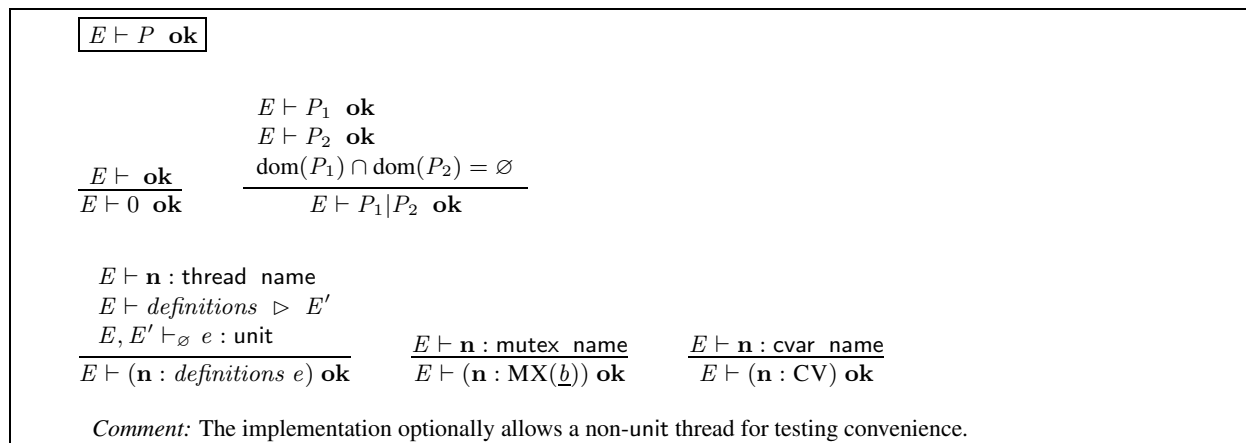 E ⊢ P ok
E ⊢ P₁ ok
E ⊢ P₂ ok
E ⊢ ok dom(P₁) ∩ dom(P₂) = ∅
E ⊢ 0 ok E ⊢ P₁|P₂ ok
E ⊢ n : thread name
E ⊢ definitions ▷ E′
E, E′ ⊢∅ e : unit E ⊢ n : mutex name E ⊢ n : cvar name
E ⊢ (n : definitions e) ok E ⊢ (n : MX(b)) ok E ⊢ (n : CV) ok
Comment: The implementation optionally allows a non-unit thread for testing convenience.